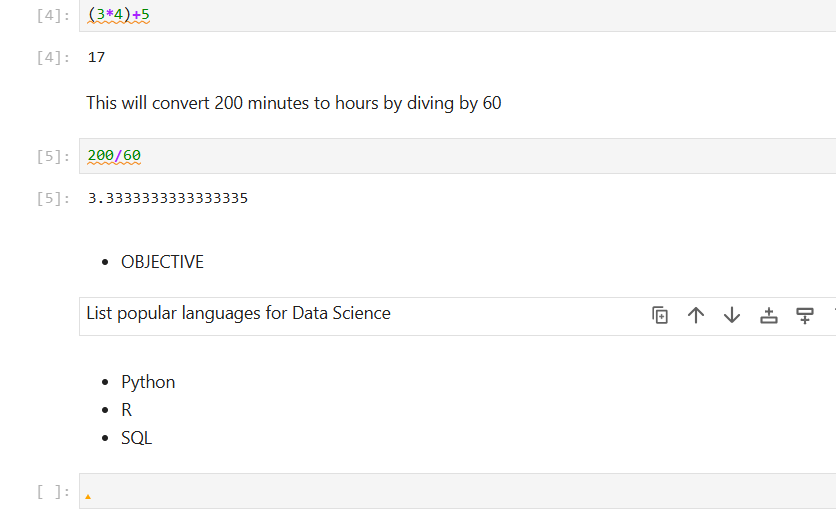 [4]: (3*4)+5
[4]: 17
This will convert 200 minutes to hours by diving by 60
[5]: 200/60
[5]: 3.3333333333333335
• OBJECTIVE
List popular languages for Data Science
• Python
• R
• SQL
[ ]: